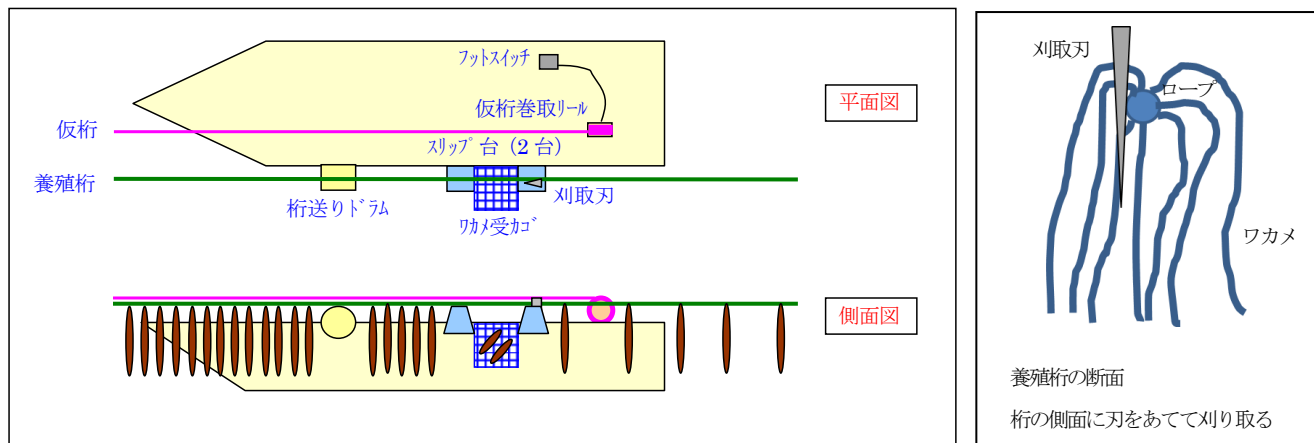 フットスイッチ
平面図
仮桁巻取ﾘｰﾙ
仮桁
ｽﾘｯﾌﾟ台（2 台）
養殖桁
刈取刃
桁送りﾄﾞﾗﾑ
ﾜｶﾒ受ｶｺﾞ
側面図
刈取刃
ロープ
ワカメ
養殖桁の断面
桁の側面に刃をあてて刈り取る